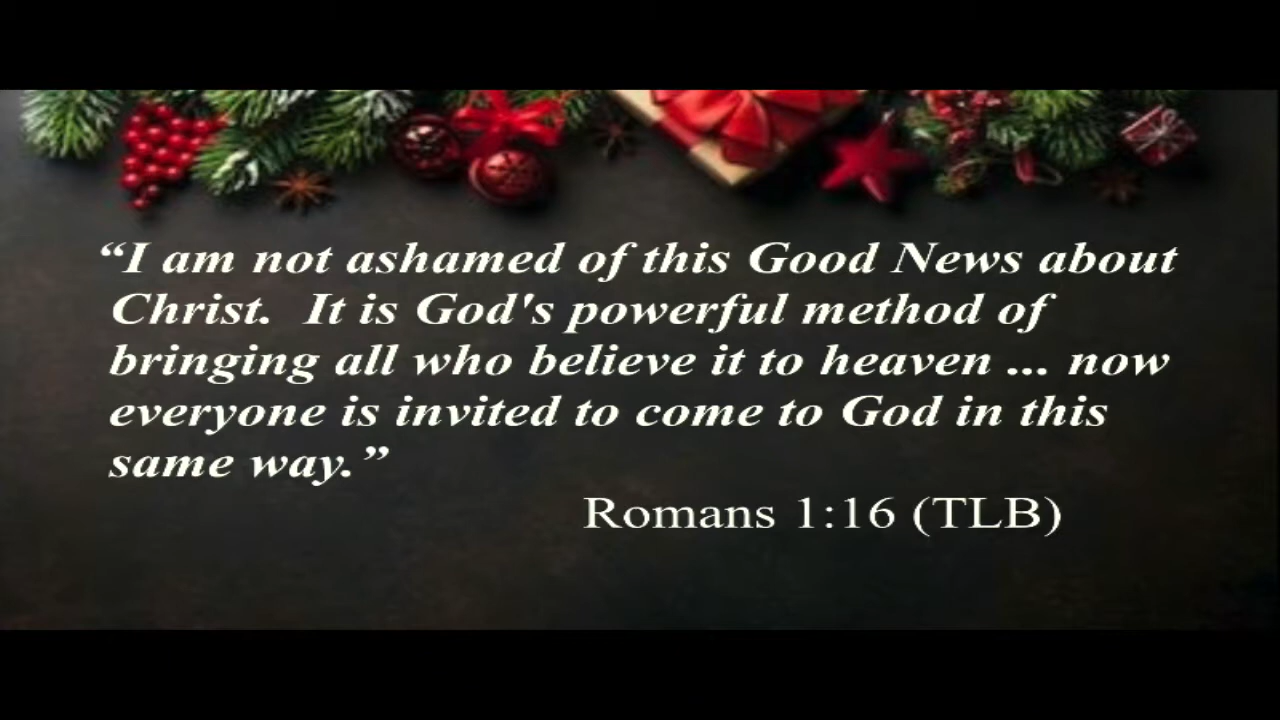 “I am not ashamed of this Good News about
Christ.  It is God's powerful method of
bringing all who believe it to heaven ... now
everyone is invited to come to God in this
same way.”
Romans 1:16 (TLB)